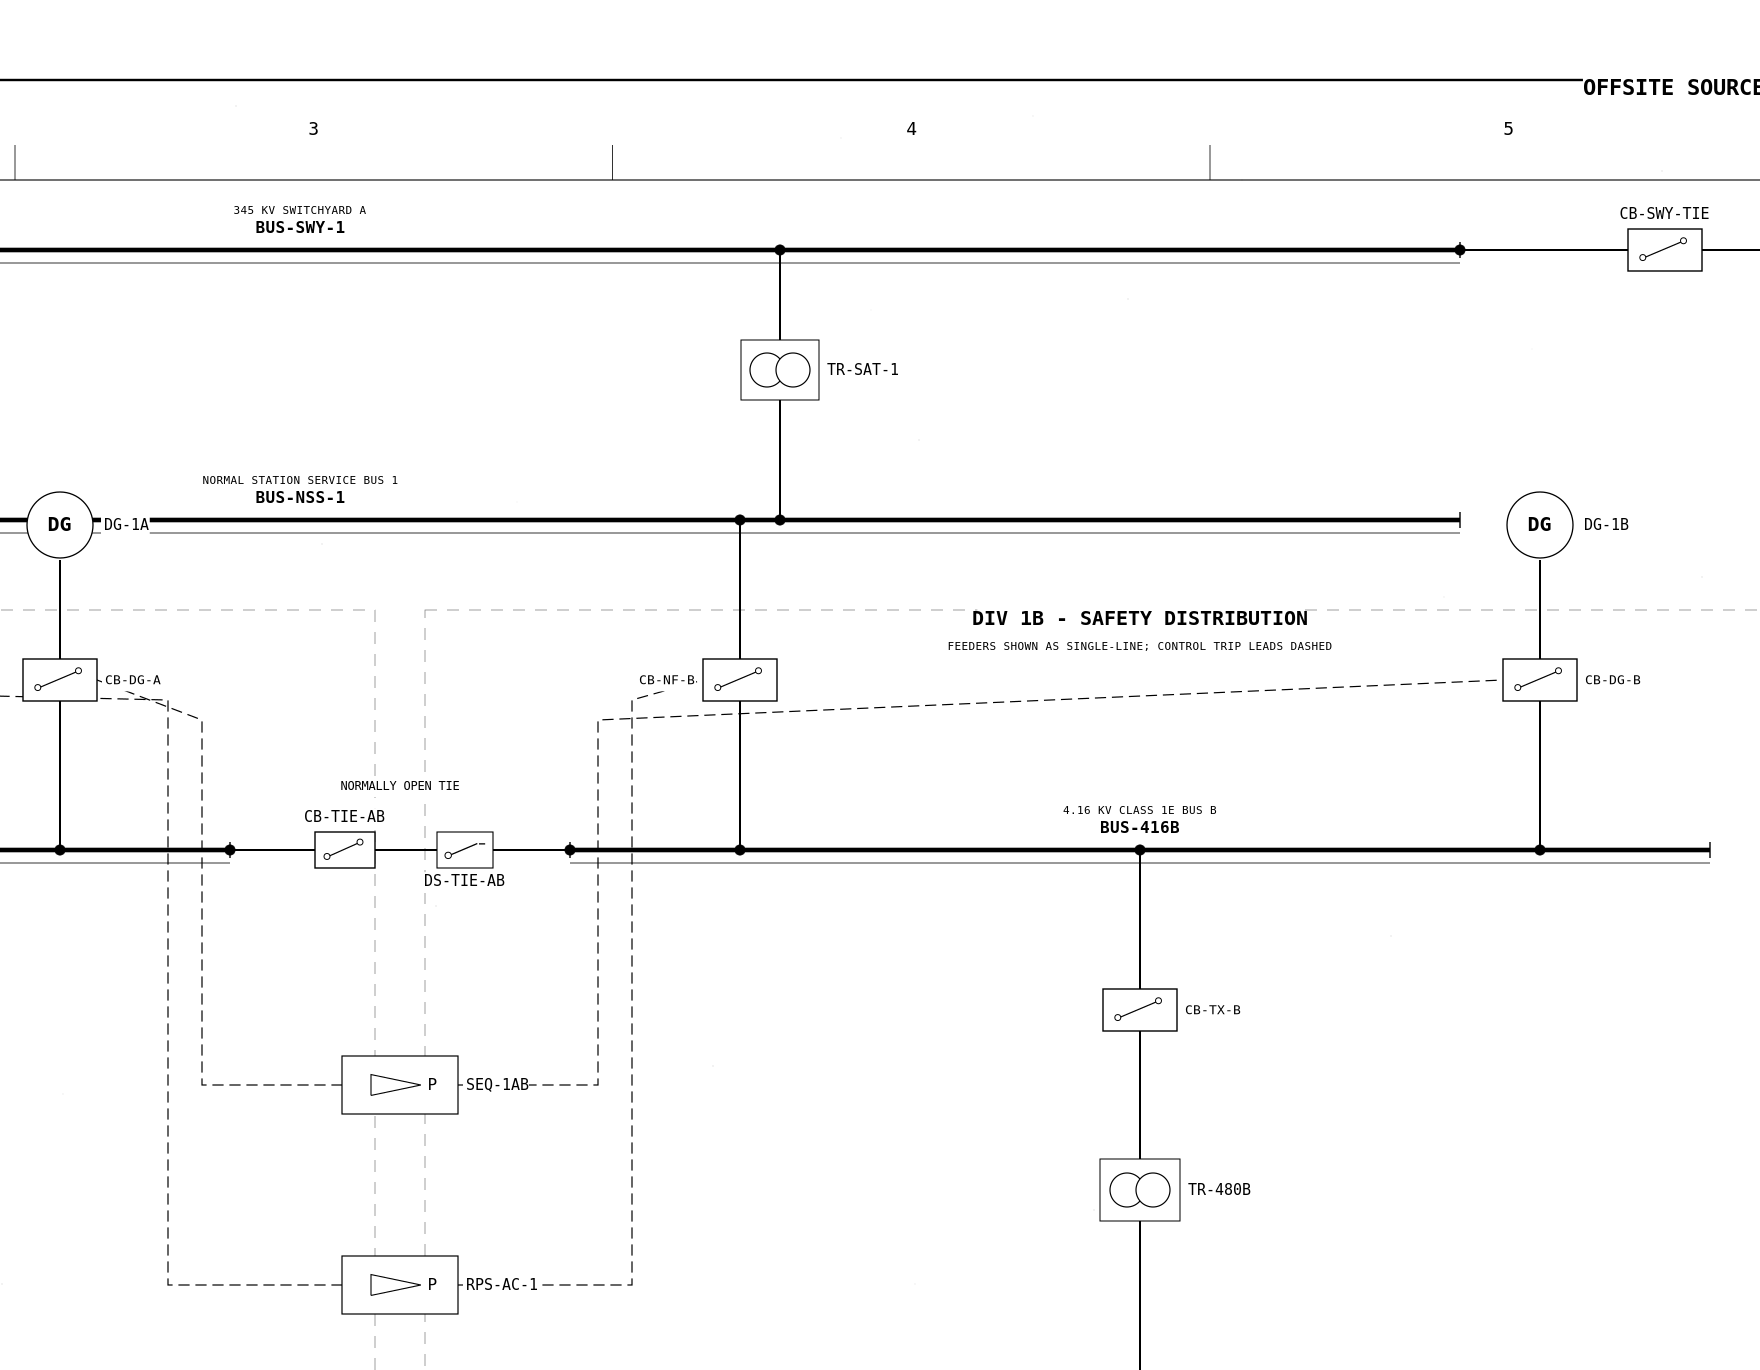 OFFSITE SOURCE
3
4
5
345 KV SWITCHYARD A
BUS-SWY-1
CB-SWY-TIE
TR-SAT-1
NORMAL STATION SERVICE BUS 1
BUS-NSS-1
DG
DG-1A
DG
DG-1B
DIV 1B - SAFETY DISTRIBUTION
FEEDERS SHOWN AS SINGLE-LINE; CONTROL TRIP LEADS DASHED
CB-DG-A
CB-NF-B
CB-DG-B
NORMALLY OPEN TIE
CB-TIE-AB
4.16 KV CLASS 1E BUS B
BUS-416B
DS-TIE-AB
CB-TX-B
P
SEQ-1AB
TR-480B
P
RPS-AC-1